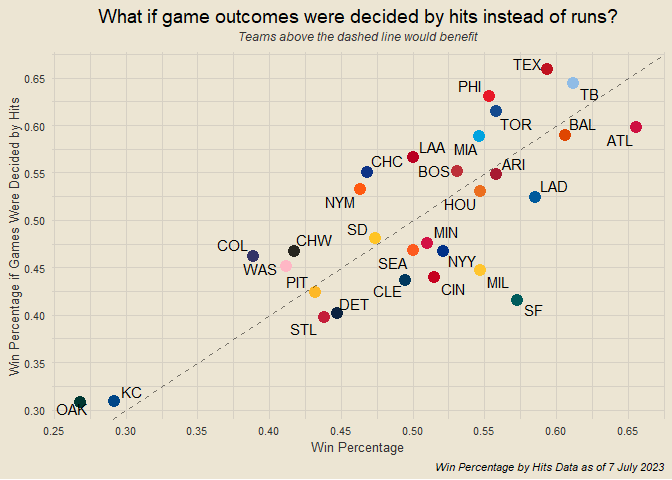 What if game outcomes were decided by hits instead of runs?
Teams above the dashed line would benefit
Win Percentage if Games Were Decided by Hits
0.65
0.60
0.55
0.50
0.45
0.40
0.35
0.30
TEX
TB
PHI
TOR
BAL
ATL
MIA
LAA
CHC
BOS
ARI
NYM
HOU
LAD
SD
MIN
COL
CHW
WAS
SEA
NYY
PIT
CLE
CIN
MIL
DET
STL
SF
KC
OAK
0.25
0.30
0.40
0.45
0.50
0.55
0.60
0.65
Win Percentage
Win Percentage by Hits Data as of 7 July 2023